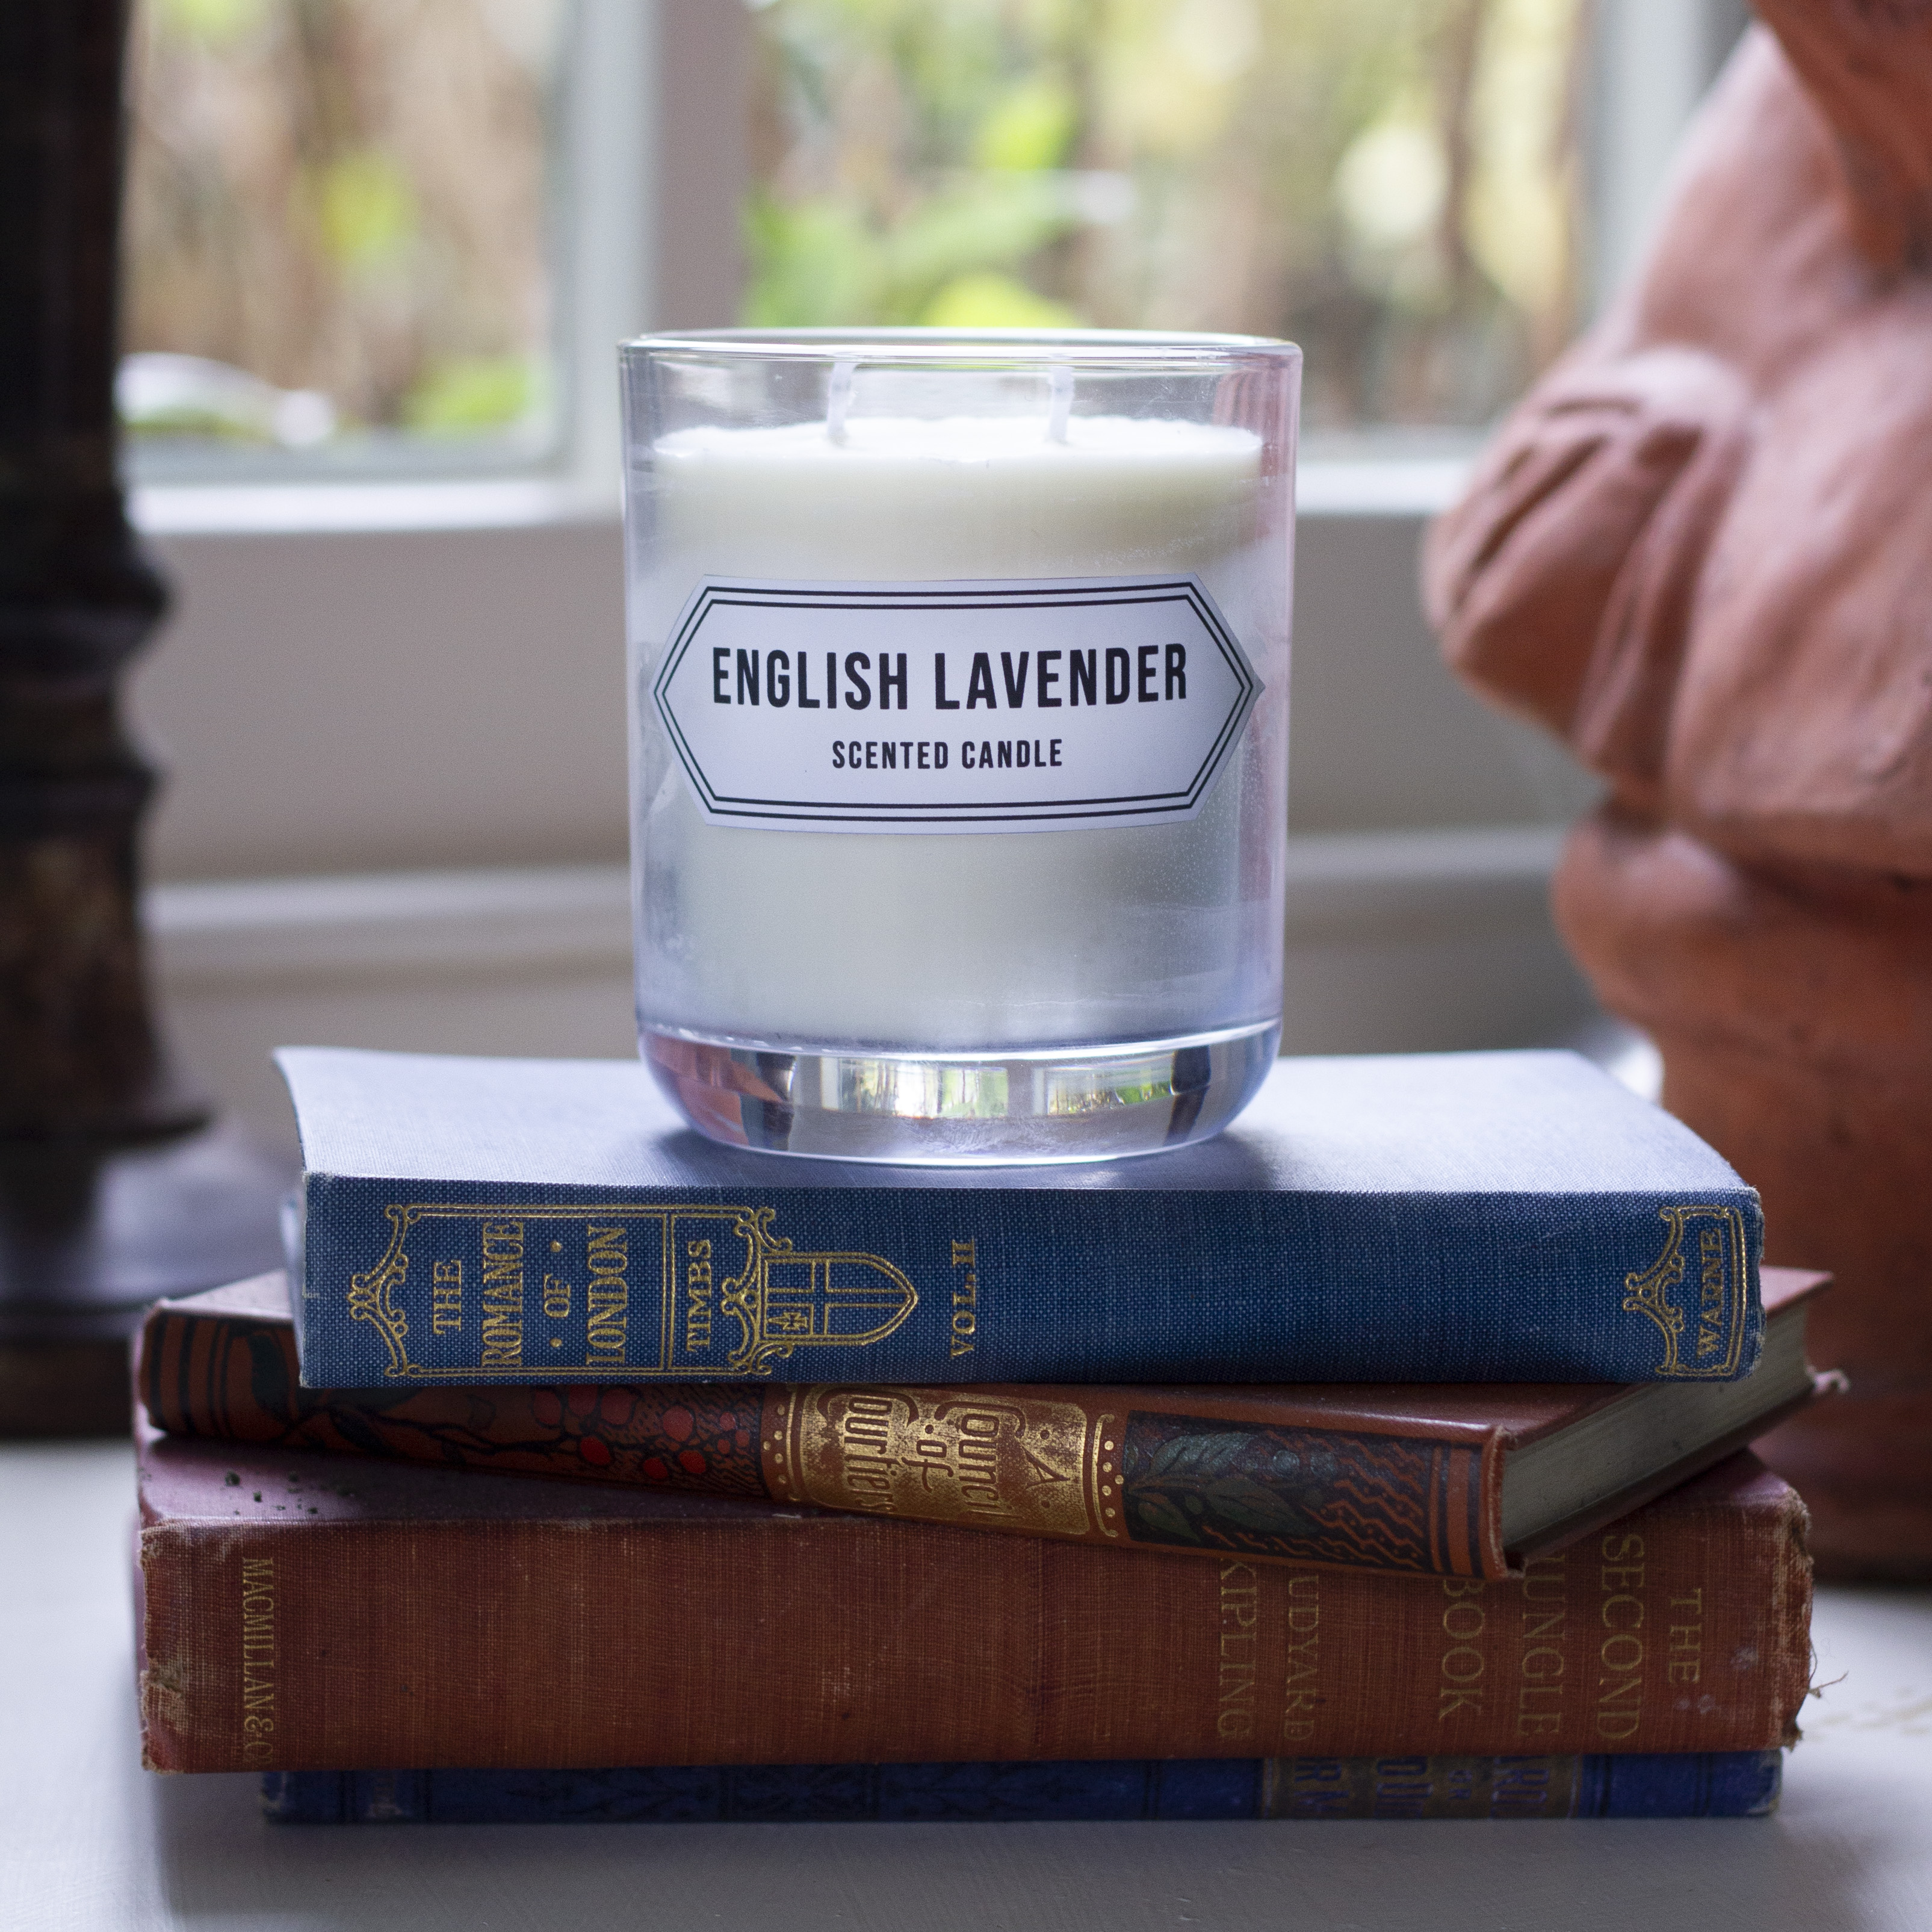 ENGLISH LAVENDER
SCENTED CANDLE
THE
ROMANCE
· OF ·
LONDON
TIMBS
VOL. II
WARNE
·A·
Council
·of·
Courtiers
THE
SECOND
JUNGLE
BOOK
RUDYARD
KIPLING
MACMILLAN & Co